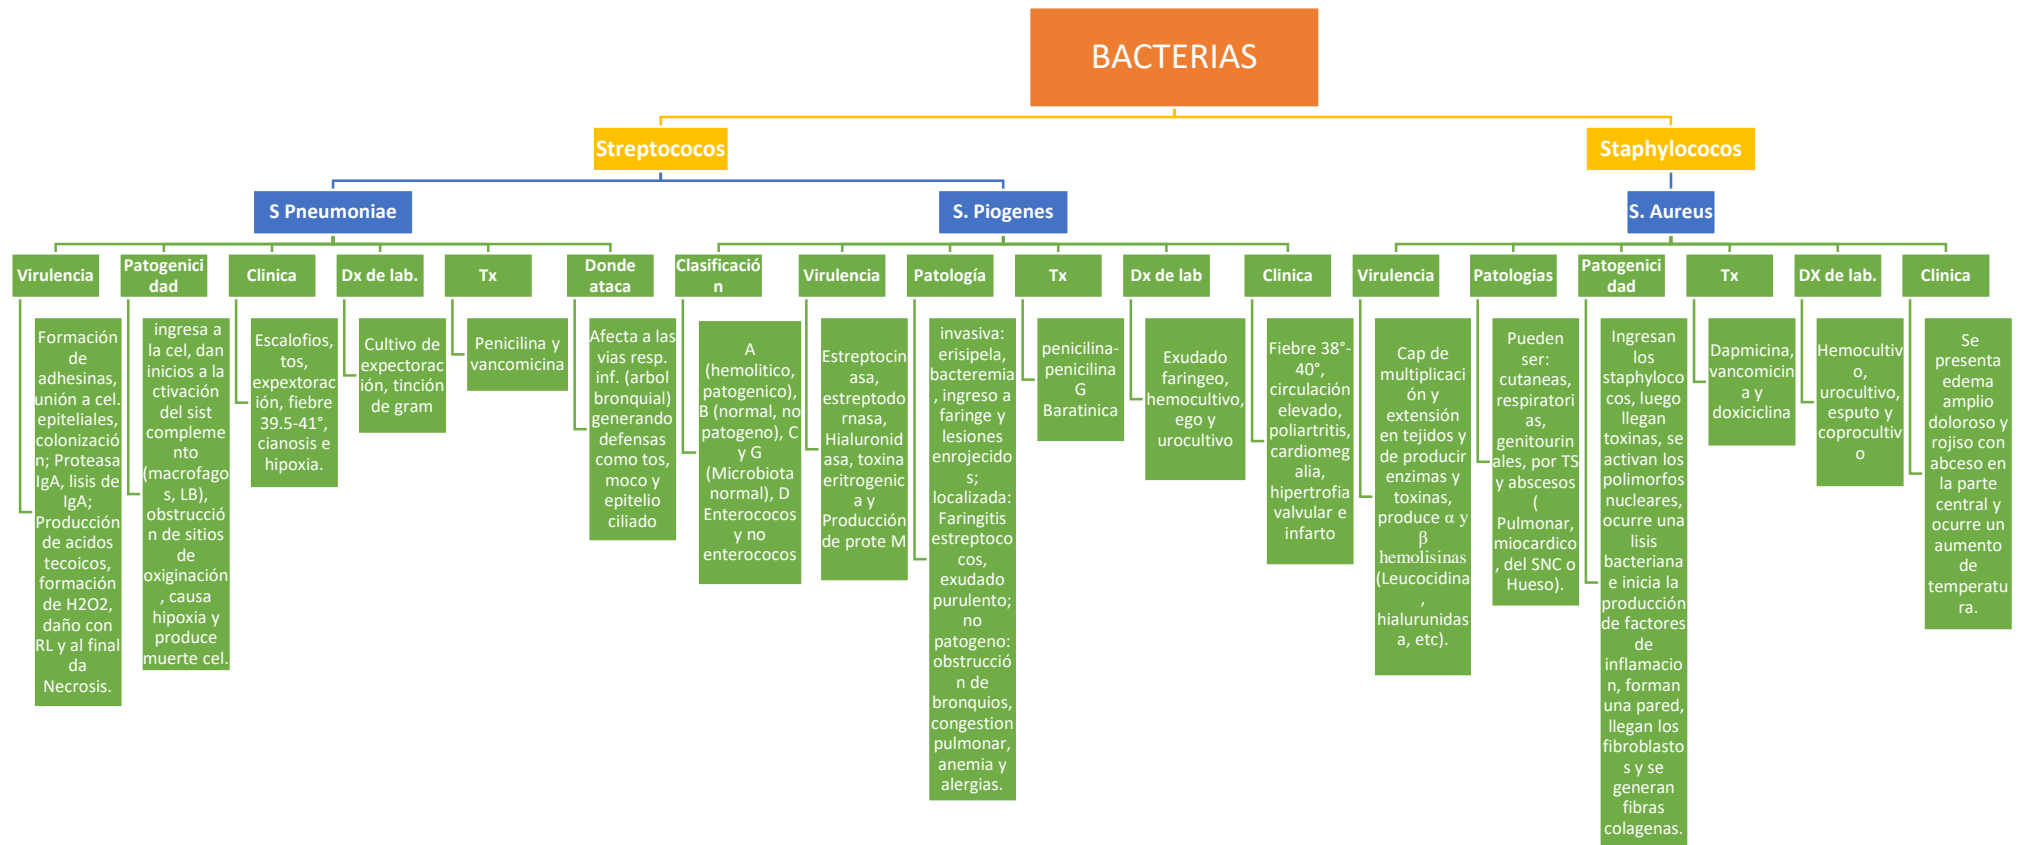 BACTERIAS
Streptococos
Staphylococos
S Pneumoniae
S. Piogenes
S. Aureus
Virulencia
Formación
de
adhesinas,
unión a cel.
epiteliales,
colonizació
n; Proteasa
IgA, lisis de
IgA;
Producción
de acidos
tecoicos,
formación
de H2O2,
daño con
RL y al final
da
Necrosis.
Patogenici
dad
ingresa a
la cel, dan
inicios a la
ctivación
del sist
compleme
nto
(macrofago
s, LB),
obstrucció
n de sitios
de
oxiginación
, causa
hipoxia y
produce
muerte cel.
Clinica
Escalofios,
tos,
expextorac
ión, fiebre
39.5-41°,
cianosis e
hipoxia.
Dx de lab.
Cultivo de
expectorac
ión, tinción
de gram
Tx
Penicilina y
vancomicina
Donde
ataca
Afecta a las
vias resp.
inf. (arbol
bronquial)
generando
defensas
como tos,
moco y
epitelio
ciliado
Clasificació
n
A
(hemolitico,
patogenico),
B (normal, no
patogeno), C
y G
(Microbiota
normal), D
Enterococos
y no
enterococos
Virulencia
Estreptocin
asa,
estreptodo
rnasa,
Hialuronid
asa, toxina
eritrogenic
a y
Producción
de prote M
Patología
invasiva:
erisipela,
bacteremia
, ingreso a
faringe y
lesiones
enrojecido
s;
localizada:
Faringitis
estreptoco
cos,
exudado
purulento;
no
patogeno:
obstrucció
n de
bronquios,
congestion
pulmonar,
anemia y
alergias.
Tx
penicilina-
penicilina
G
Baratinica
Dx de lab
Exudado
faringeo,
hemocultivo,
ego y
urocultivo
Clinica
Fiebre 38°-
40°,
circulación
elevado,
poliartritis,
cardiomeg
alia,
hipertrofia
valvular e
infarto
Virulencia
Cap de
multiplicaci
ón y
extensión
en tejidos y
de producir
enzimas y
toxinas,
produce α y
β
hemolisinas
(Leucocidina
,
hialurunidas
a, etc).
Patologias
Pueden
ser:
cutaneas,
respiratori
as,
genitourin
ales, por TS
y abscesos
(
Pulmonar,
miocardico
, del SNC o
Hueso).
Patogenici
dad
Ingresan
los
staphyloco
cos, luego
llegan
toxinas, se
activan los
polimorfos
nucleares,
ocurre una
lisis
bacteriana
e inicia la
producción
de factores
de
inflamacio
n, forman
una pared,
llegan los
fibroblasto
s y se
generan
fibras
colagenas.
Tx
Dapmicina,
vancomicin
a y
doxiciclina
DX de lab.
Hemocultiv
o,
urocultivo,
esputo y
coprocultiv
o
Clinica
Se
presenta
edema
amplio
doloroso y
rojiso con
abceso en
la parte
central y
ocurre un
aumento
de
temperatu
ra.